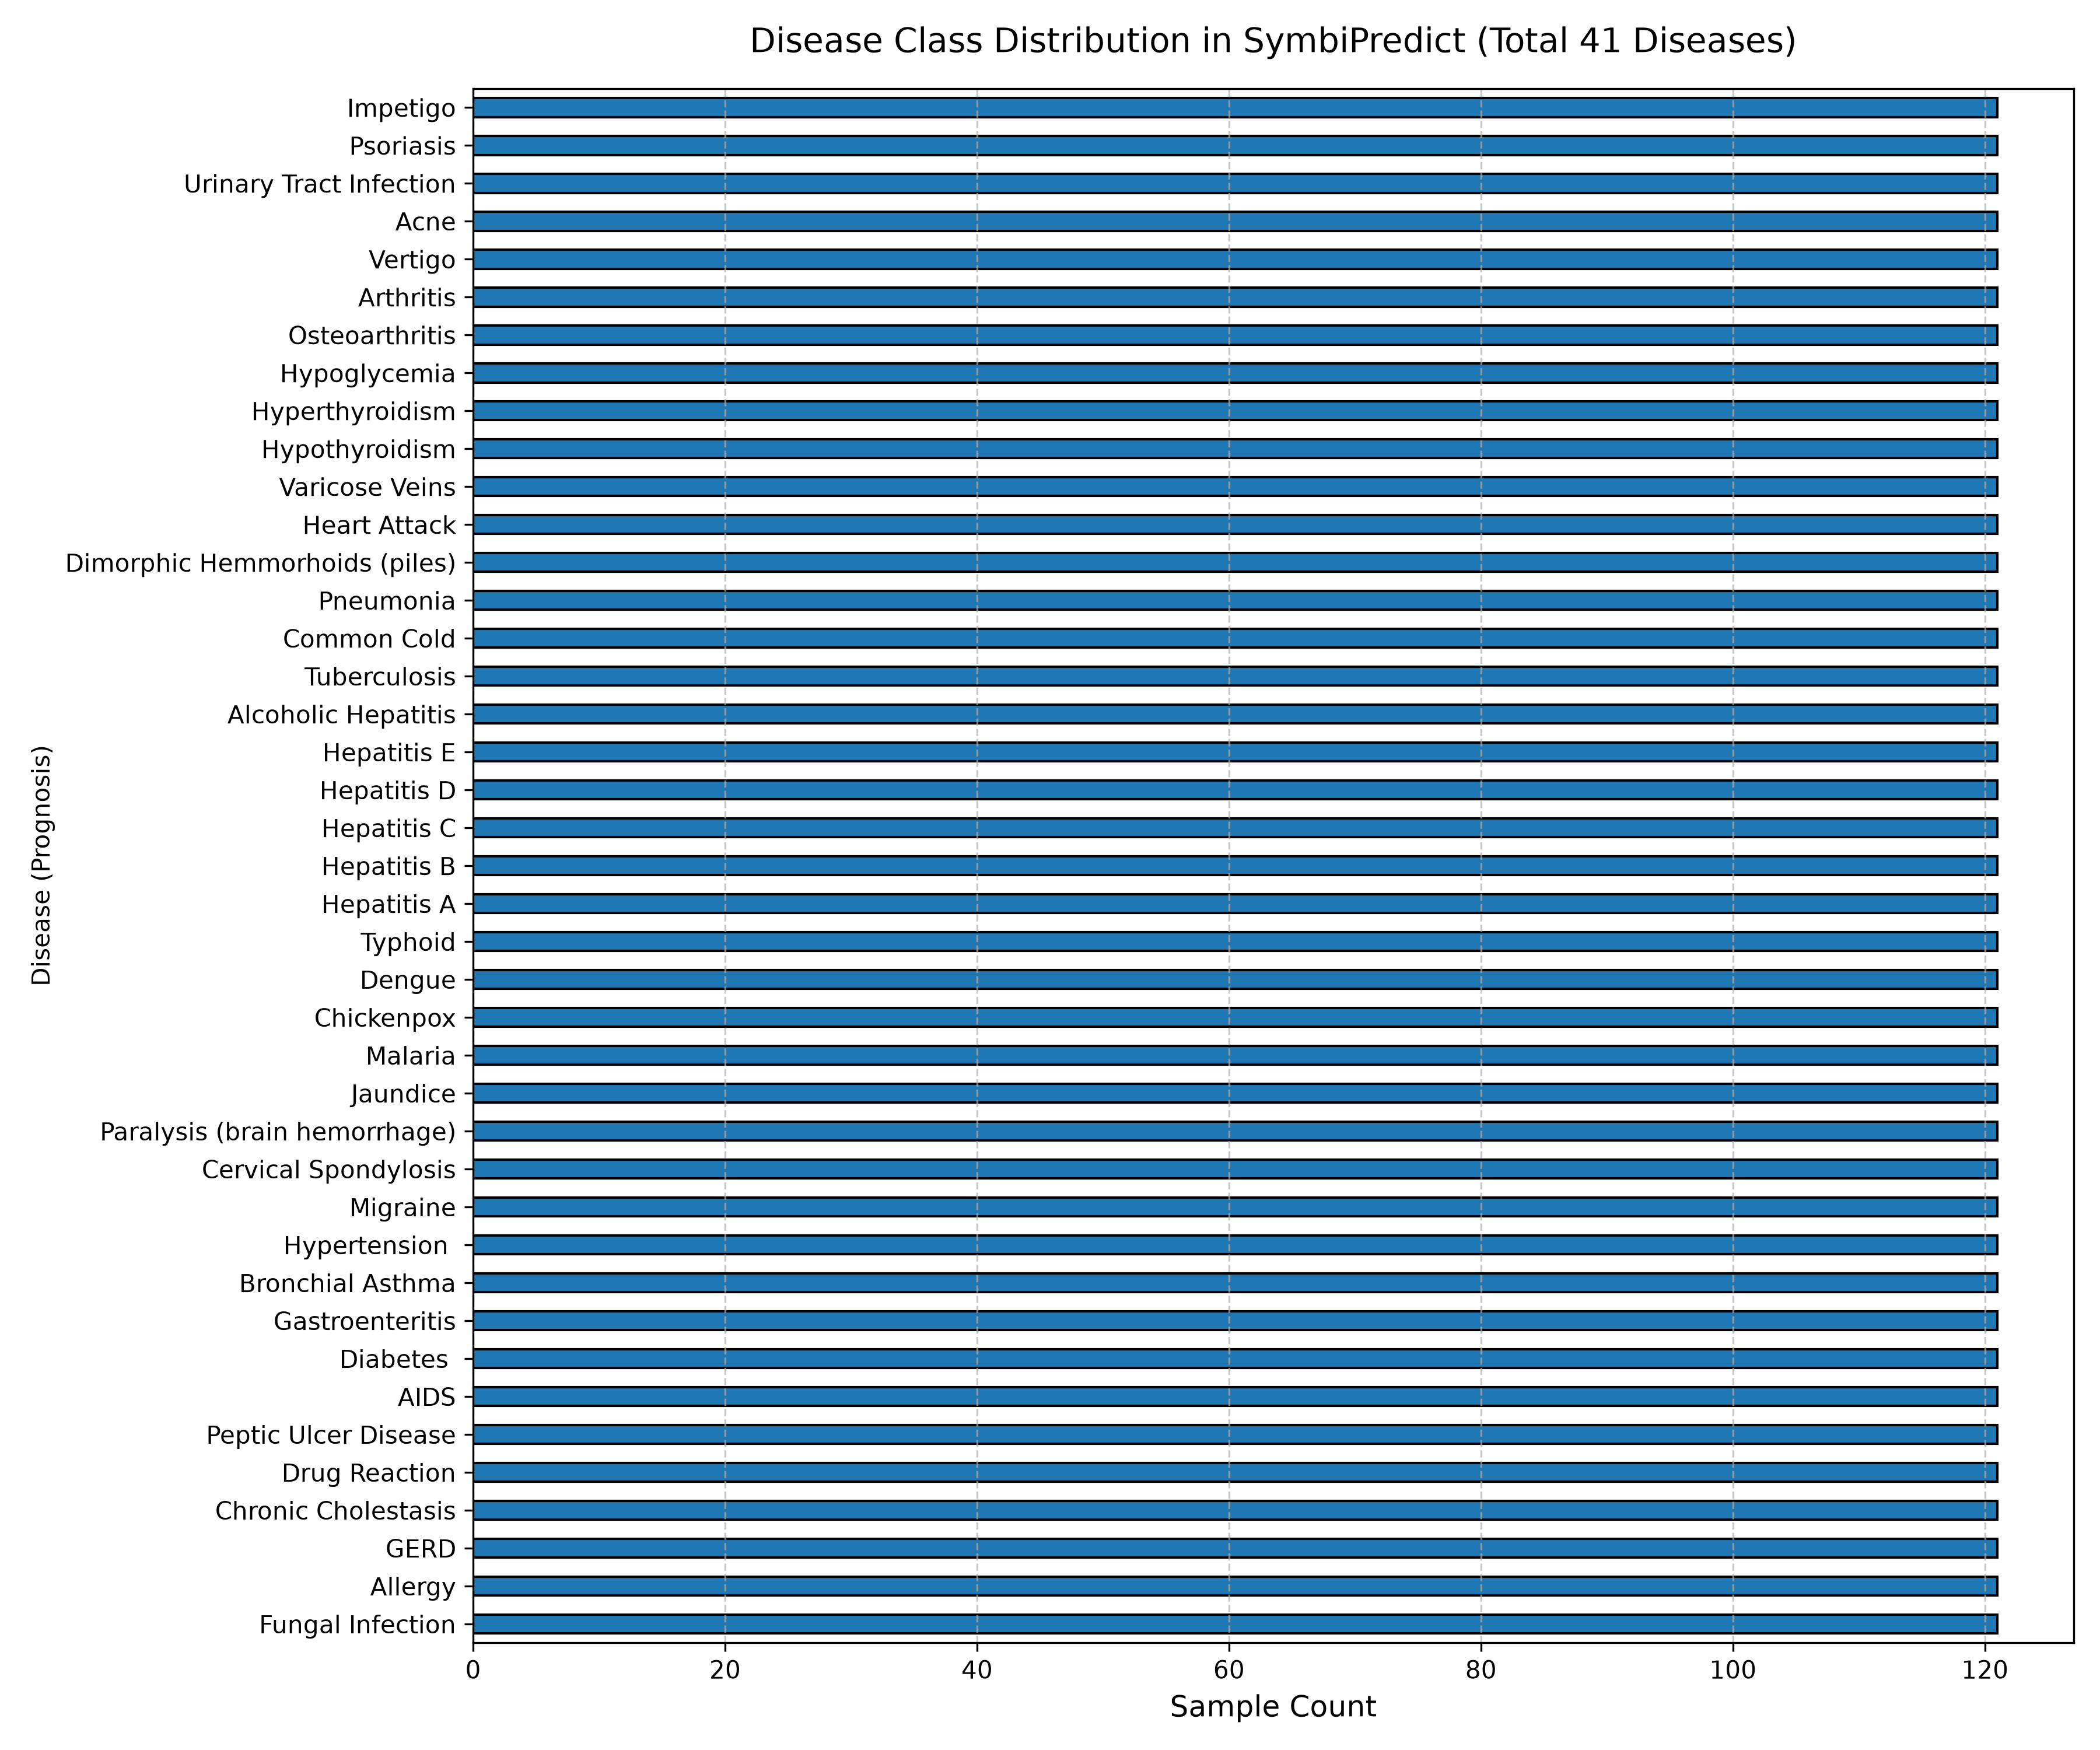 Disease Class Distribution in SymbiPredict (Total 41 Diseases)
Impetigo
Psoriasis
Urinary Tract Infection
Acne
Vertigo
Arthritis
Osteoarthritis
Hypoglycemia
Hyperthyroidism
Hypothyroidism
Varicose Veins
Heart Attack
Dimorphic Hemmorhoids (piles)
Pneumonia
Common Cold
Tuberculosis
Alcoholic Hepatitis
Hepatitis E
Hepatitis D
Hepatitis C
Hepatitis B
Hepatitis A
Typhoid
Dengue
Chickenpox
Malaria
Jaundice
Paralysis (brain hemorrhage)
Cervical Spondylosis
Migraine
Hypertension
Bronchial Asthma
Gastroenteritis
Diabetes
AIDS
Peptic Ulcer Disease
Drug Reaction
Chronic Cholestasis
GERD
Allergy
Fungal Infection
Disease (Prognosis)
0 20 40 60 80 100 120
Sample Count